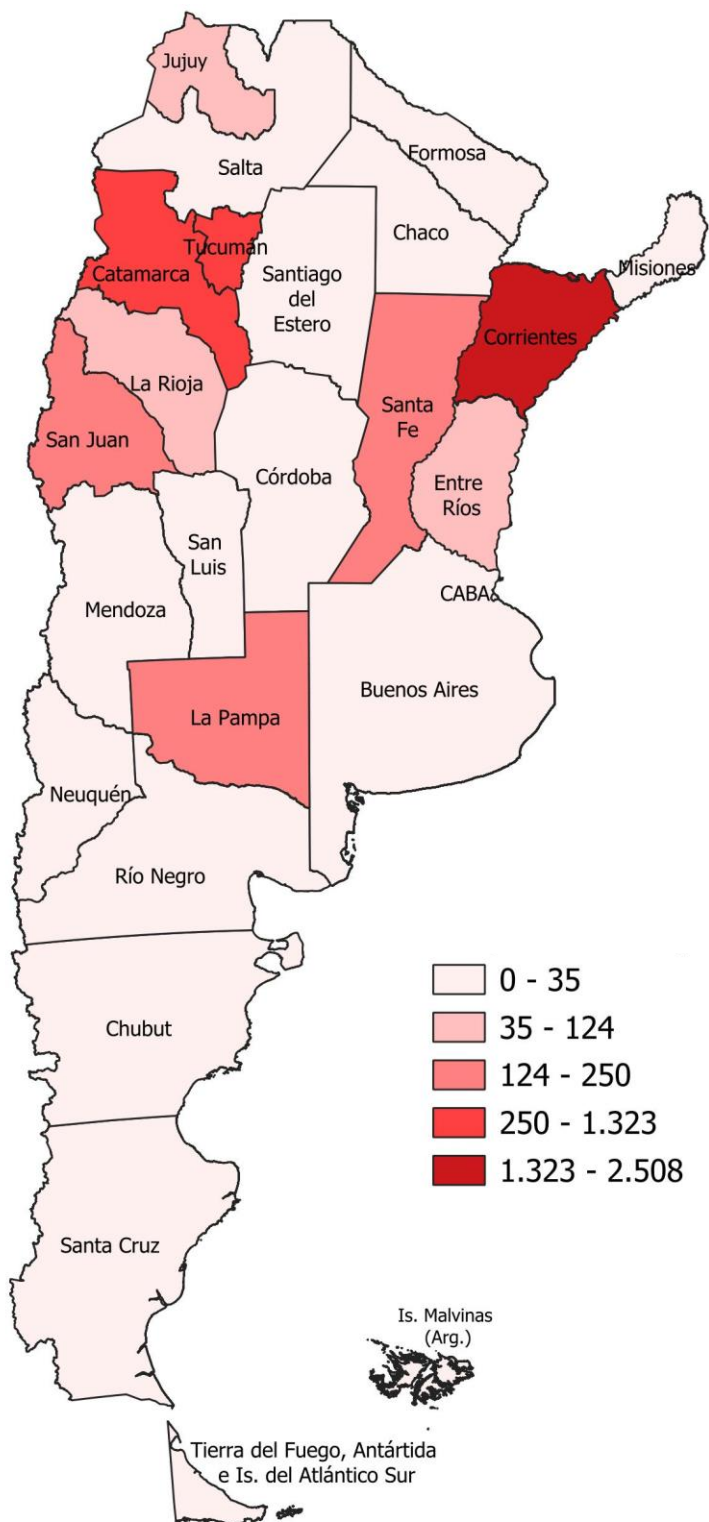 Jujuy
Salta
Formosa
Chaco
Misiones
Tucumán
Catamarca
Santiago
del
Estero
Corrientes
La Rioja
Santa
Fe
San Juan
Córdoba
Entre
Ríos
San
Luis
CABA
Mendoza
Buenos Aires
La Pampa
Neuquén
Río Negro
Chubut
0 - 35
35 - 124
124 - 250
250 - 1.323
1.323 - 2.508
Santa Cruz
Is. Malvinas
(Arg.)
Tierra del Fuego, Antártida
e Is. del Atlántico Sur